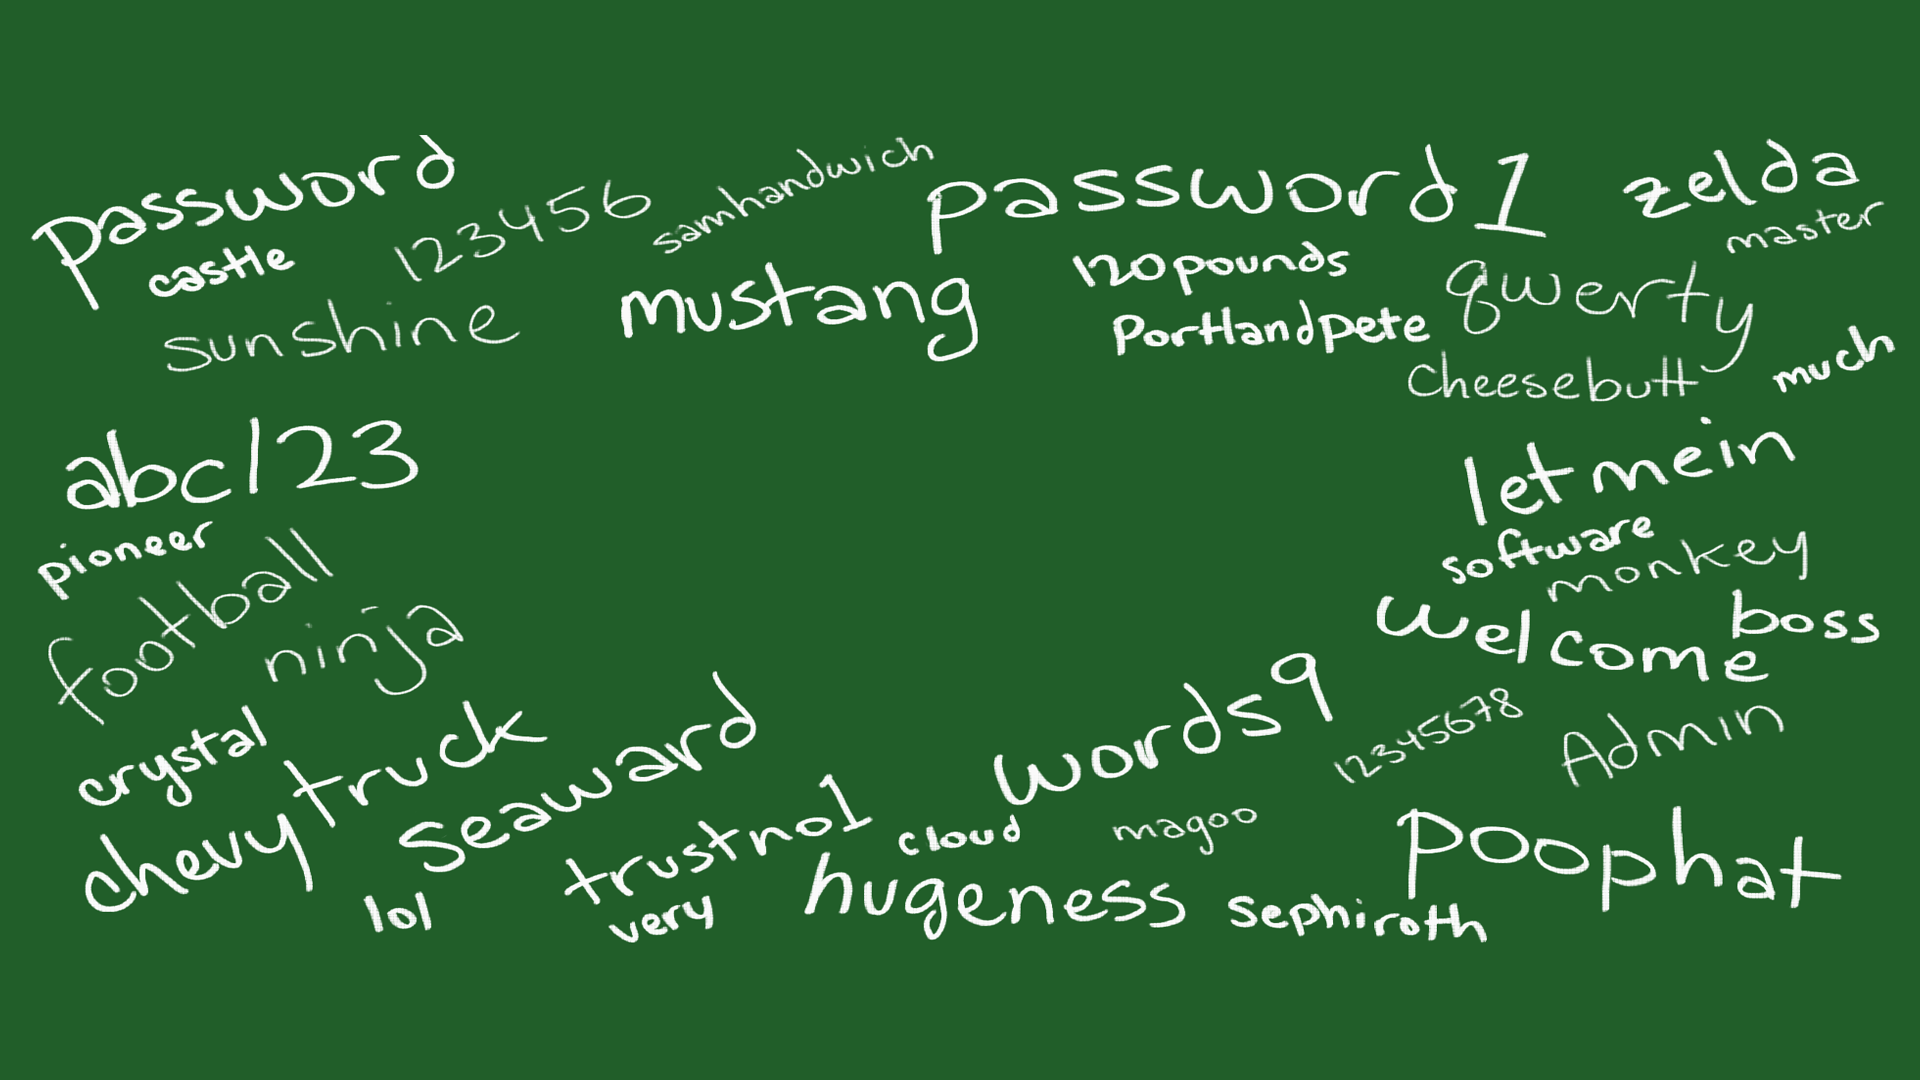 password
castle
123456
samhandwich
password1
zelda
master
sunshine
mustang
120pounds
PortlandPete
qwerty
Cheesebutt
much
abc123
letmein
pioneer
software
monkey
football
ninja
welcome
boss
crystal
chevytruck
seaward
words9
12345678
Admin
trustno1
cloud
magoo
poophat
lol
very
hugeness
sephiroth